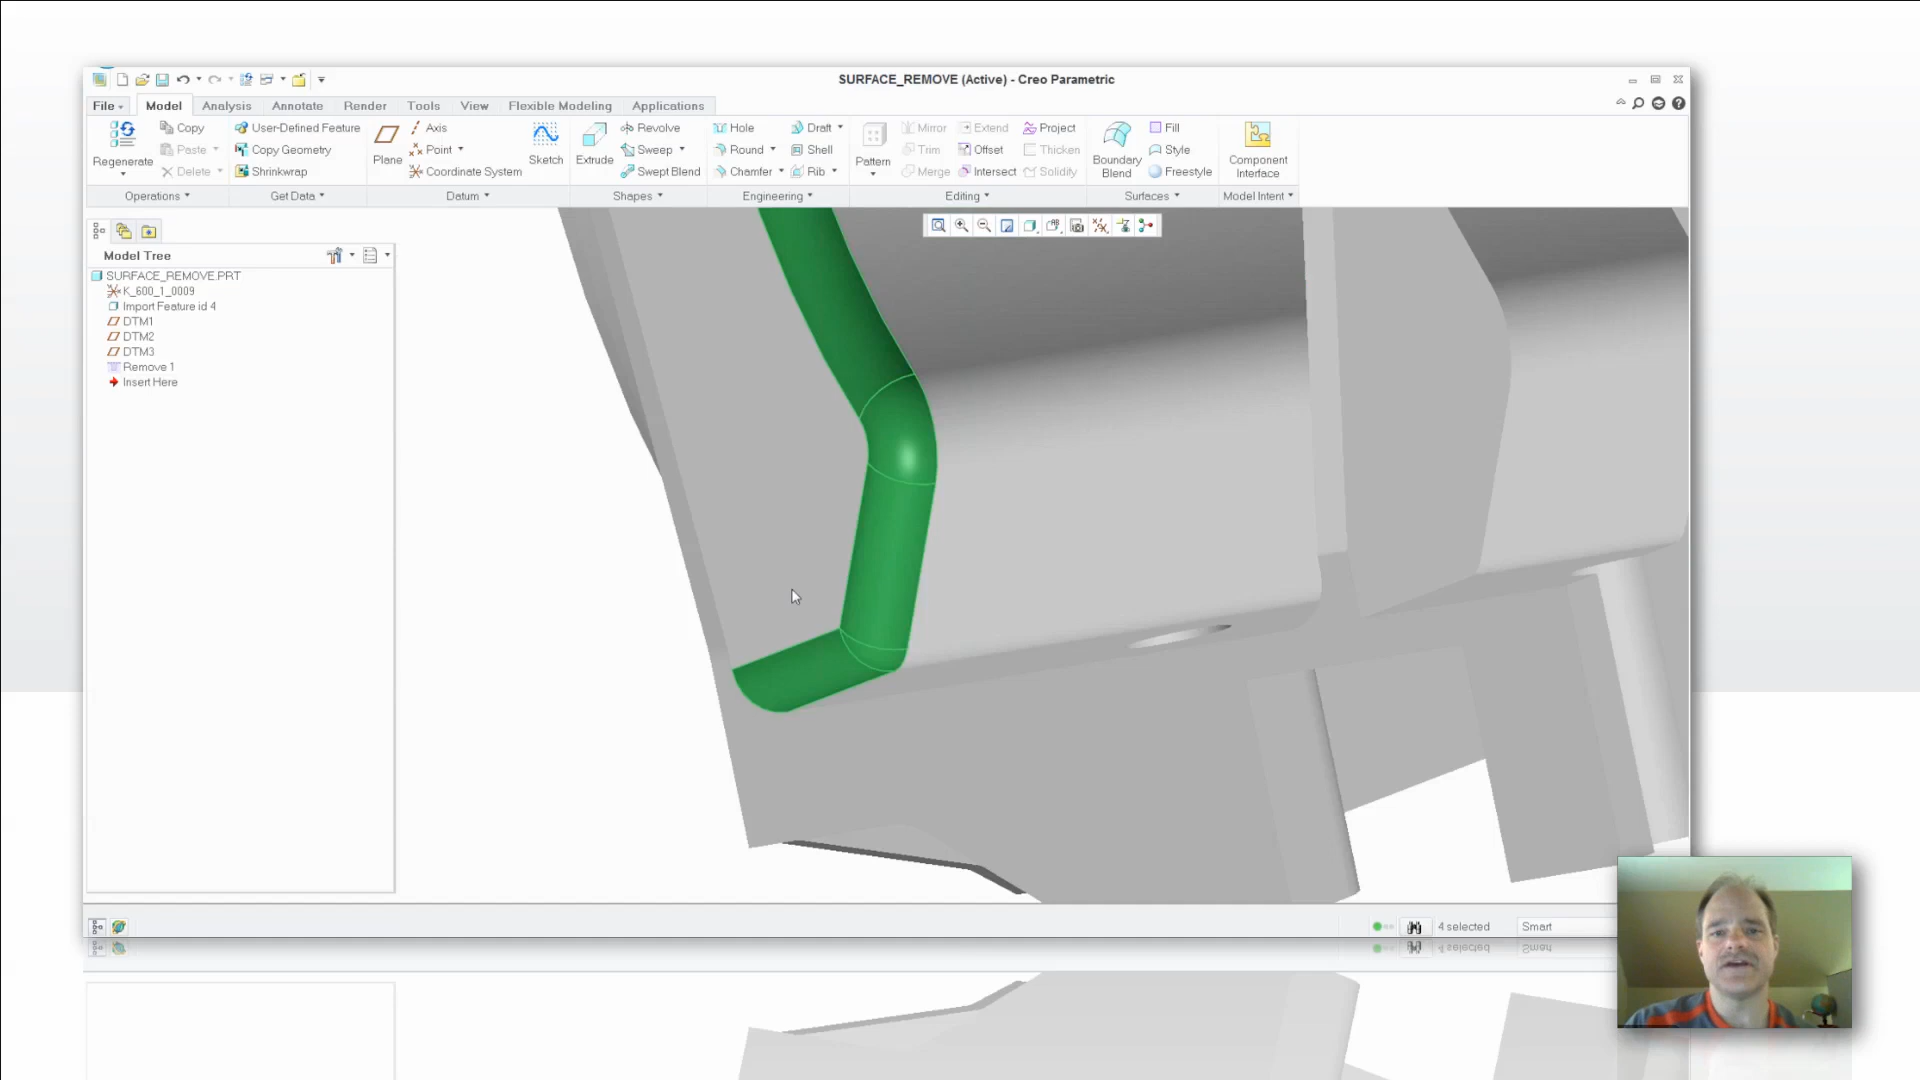 SURFACE_REMOVE (Active) - Creo Parametric
File Model Analysis Annotate Render Tools View Flexible Modeling Applications
Regenerate
Copy
Paste
Delete
User-Defined Feature
Copy Geometry
Shrinkwrap
Plane
Axis
Point
Coordinate System
Sketch
Extrude
Revolve
Sweep
Swept Blend
Hole
Round
Chamfer
Draft
Shell
Rib
Pattern
Mirror
Trim
Merge
Extend
Offset
Intersect
Project
Thicken
Solidify
Boundary
Blend
Fill
Style
Freestyle
Component
Interface
Operations Get Data Datum Shapes Engineering Editing Surfaces Model Intent
Model Tree
SURFACE_REMOVE.PRT
K_600_1_0009
Import Feature id 4
DTM1
DTM2
DTM3
Remove 1
Insert Here
4 selected Smart